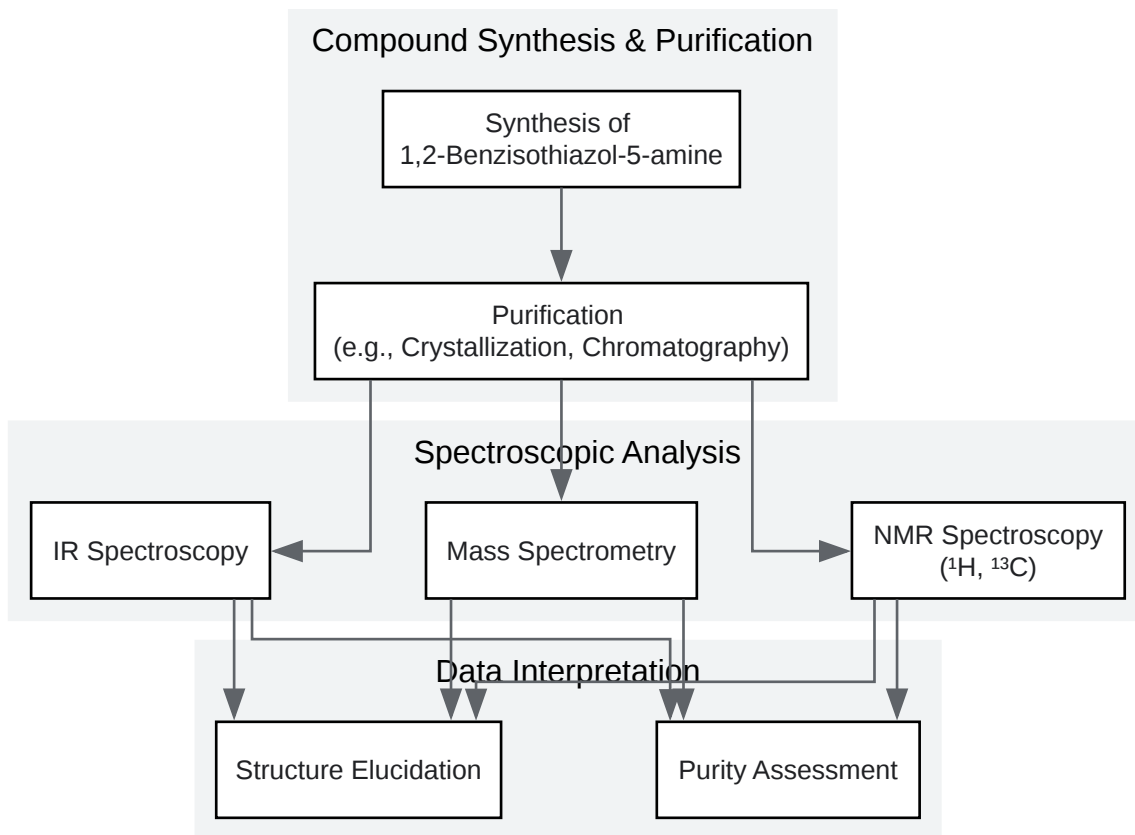 Compound Synthesis & Purification
Synthesis of
1,2-Benzisothiazol-5-amine
Purification
(e.g., Crystallization, Chromatography)
Spectroscopic Analysis
IR Spectroscopy
Mass Spectrometry
NMR Spectroscopy
(¹H, ¹³C)
Data Interpretation
Structure Elucidation
Purity Assessment